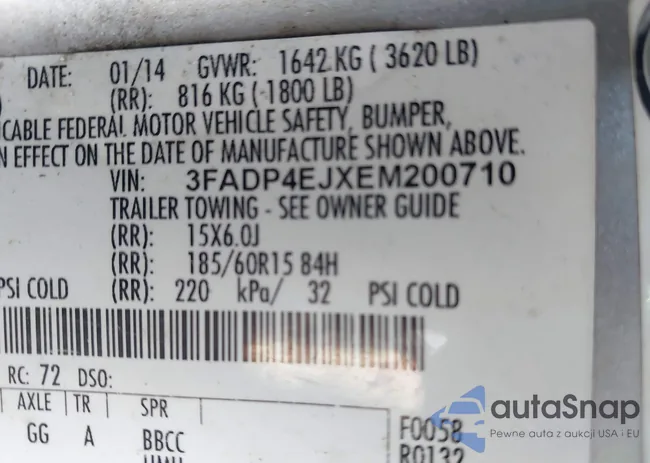 DATE: 01/14 GVWR: 1642 KG ( 3620 LB)
(RR): 816 KG ( 1800 LB)
CABLE FEDERAL MOTOR VEHICLE SAFETY, BUMPER,
EFFECT ON THE DATE OF MANUFACTURE SHOWN ABOVE.
VIN: 3FADP4EJXEM200710
TRAILER TOWING - SEE OWNER GUIDE
(RR): 15X6.0J
(RR): 185/60R15 84H
PSI COLD (RR): 220 kPa/ 32 PSI COLD
RC: 72 DSO:
AXLE TR SPR
GG A BBCC
F0058
R0132
autaSnap
Pewne auta z aukcji USA i EU